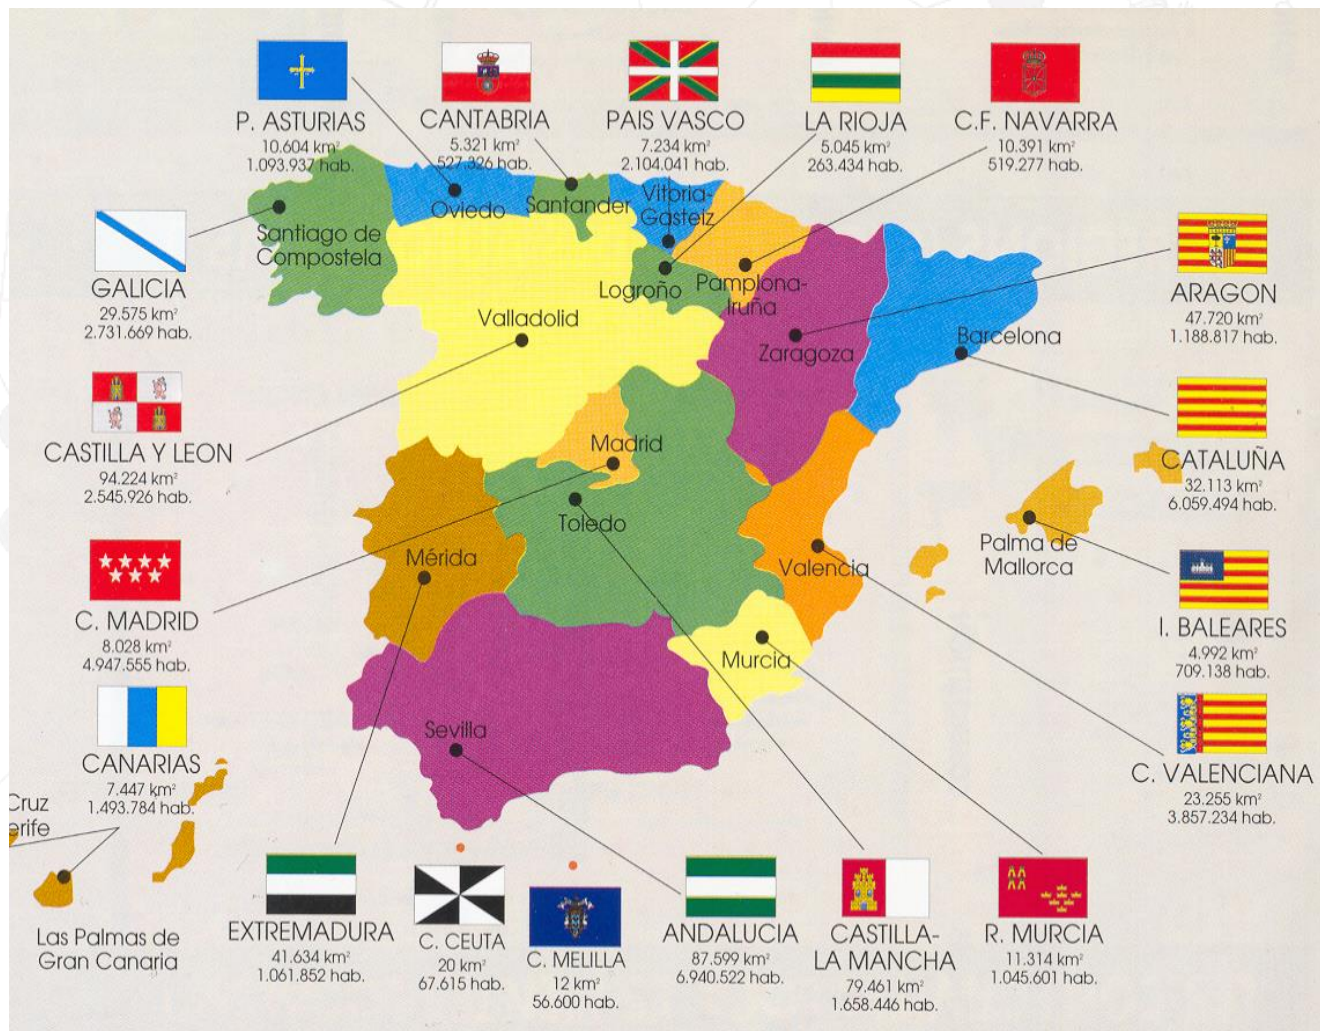 P. ASTURIAS
10.604 km²
1.093.937 hab.
CANTABRIA
5.321 km²
527.326 hab.
PAIS VASCO
7.234 km²
2.104.041 hab.
LA RIOJA
5.045 km²
263.434 hab.
C.F. NAVARRA
10.391 km²
519.277 hab.
GALICIA
29.575 km²
2.731.669 hab.
ARAGON
47.720 km²
1.188.817 hab.
CASTILLA Y LEON
94.224 km²
2.545.926 hab.
CATALUÑA
32.113 km²
6.059.494 hab.
C. MADRID
8.028 km²
4.947.555 hab.
I. BALEARES
4.992 km²
709.138 hab.
CANARIAS
7.447 km²
1.493.784 hab.
C. VALENCIANA
23.255 km²
3.857.234 hab.
Santiago de
Compostela
Oviedo
Santander
Vitoria-
Gasteiz
Logroño
Pamplona-
Iruña
Valladolid
Zaragoza
Barcelona
Madrid
Toledo
Mérida
Valencia
Palma de
Mallorca
Murcia
Sevilla
Cruz
erife
Las Palmas de
Gran Canaria
EXTREMADURA
41.634 km²
1.061.852 hab.
C. CEUTA
20 km²
67.615 hab.
C. MELILLA
12 km²
56.600 hab.
ANDALUCIA
87.599 km²
6.940.522 hab.
CASTILLA-
LA MANCHA
79.461 km²
1.658.446 hab.
R. MURCIA
11.314 km²
1.045.601 hab.